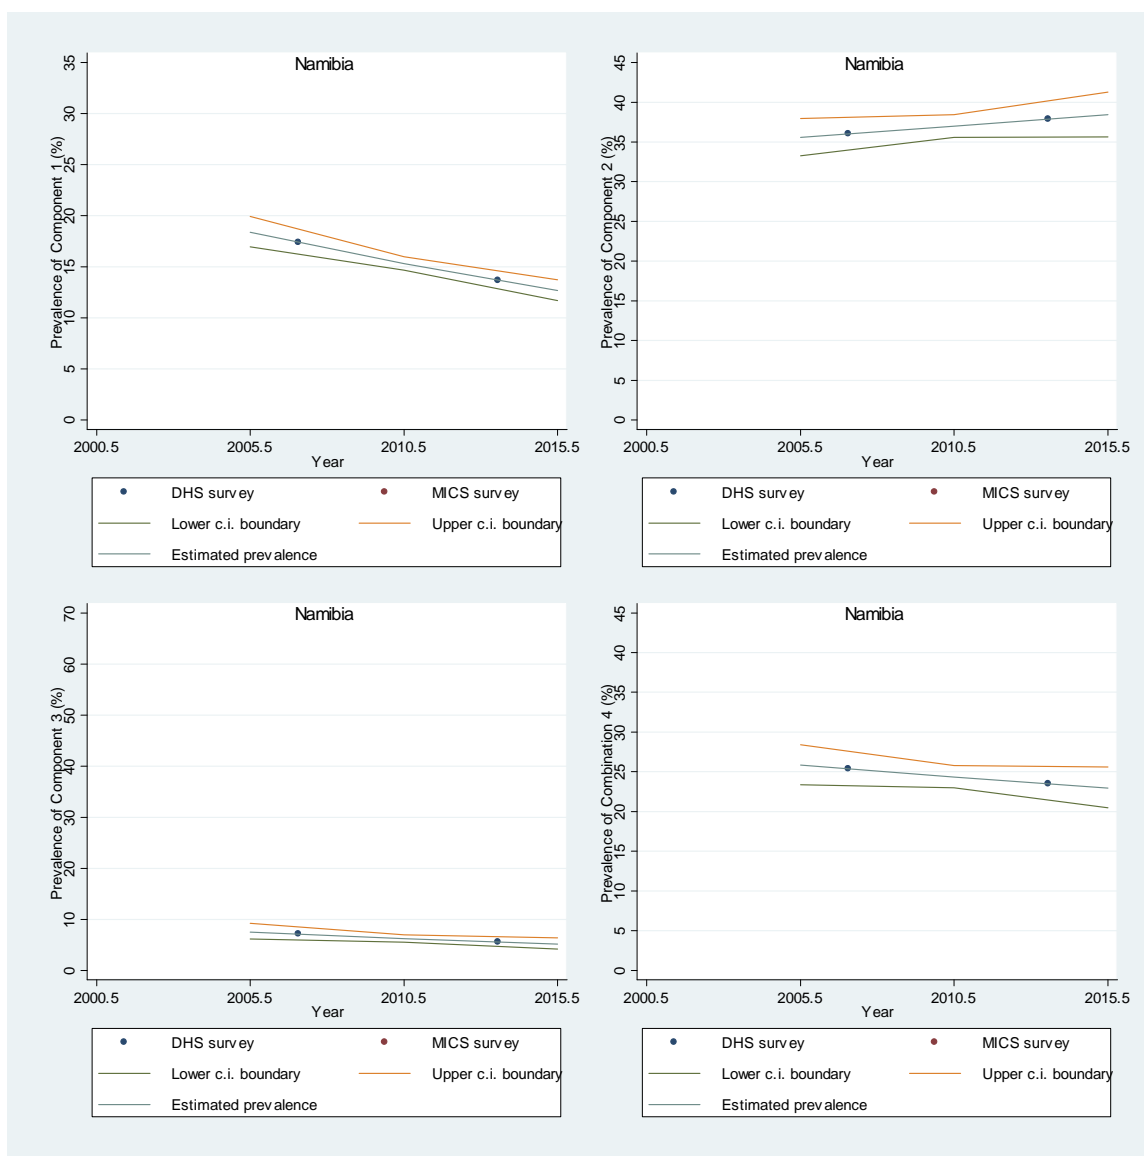 Namibia
Prevalence of Component 1 (%)
35
30
25
20
15
10
5
0
2000.5 2005.5 2010.5 2015.5
Year
DHS survey MICS survey
Lower c.i. boundary Upper c.i. boundary
Estimated prevalence
Namibia
Prevalence of Component 2 (%)
45
40
35
30
25
20
15
10
5
0
2000.5 2005.5 2010.5 2015.5
Year
DHS survey MICS survey
Lower c.i. boundary Upper c.i. boundary
Estimated prevalence
Namibia
Prevalence of Component 3 (%)
70
60
50
40
30
20
10
0
2000.5 2005.5 2010.5 2015.5
Year
DHS survey MICS survey
Lower c.i. boundary Upper c.i. boundary
Estimated prevalence
Namibia
Prevalence of Combination 4 (%)
45
40
35
30
25
20
15
10
5
0
2000.5 2005.5 2010.5 2015.5
Year
DHS survey MICS survey
Lower c.i. boundary Upper c.i. boundary
Estimated prevalence